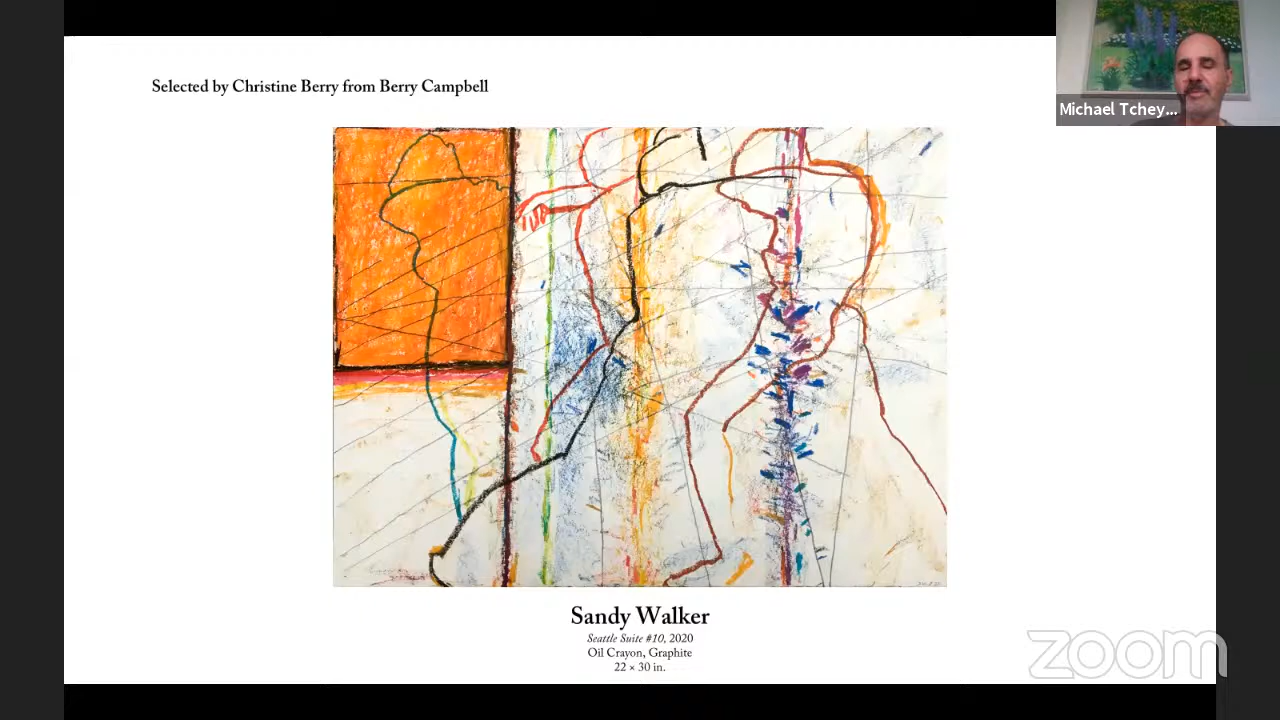 Selected by Christine Berry from Berry Campbell
Michael Tchey...
Sandy Walker
Seattle Suite #10, 2020
Oil Crayon, Graphite
22 × 30 in.
zoom